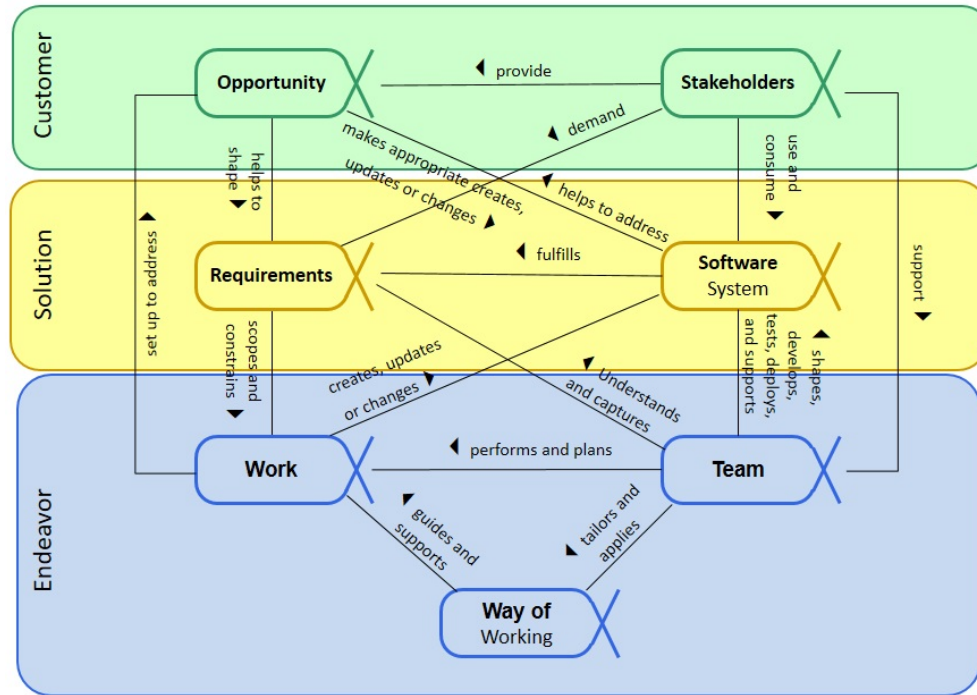 Customer
Opportunity
provide
Stakeholders
demand
makes appropriate creates,
updates or changes
helps to address
helps to
shape
use and
consume
set up to address
support
Solution
Requirements
fulfills
Software
System
scopes and
constrains
creates, updates
or changes
Understands
and captures
shapes,
develops,
tests, deploys,
and supports
Endeavor
Work
performs and plans
Team
guides and
supports
tailors and
applies
Way of
Working